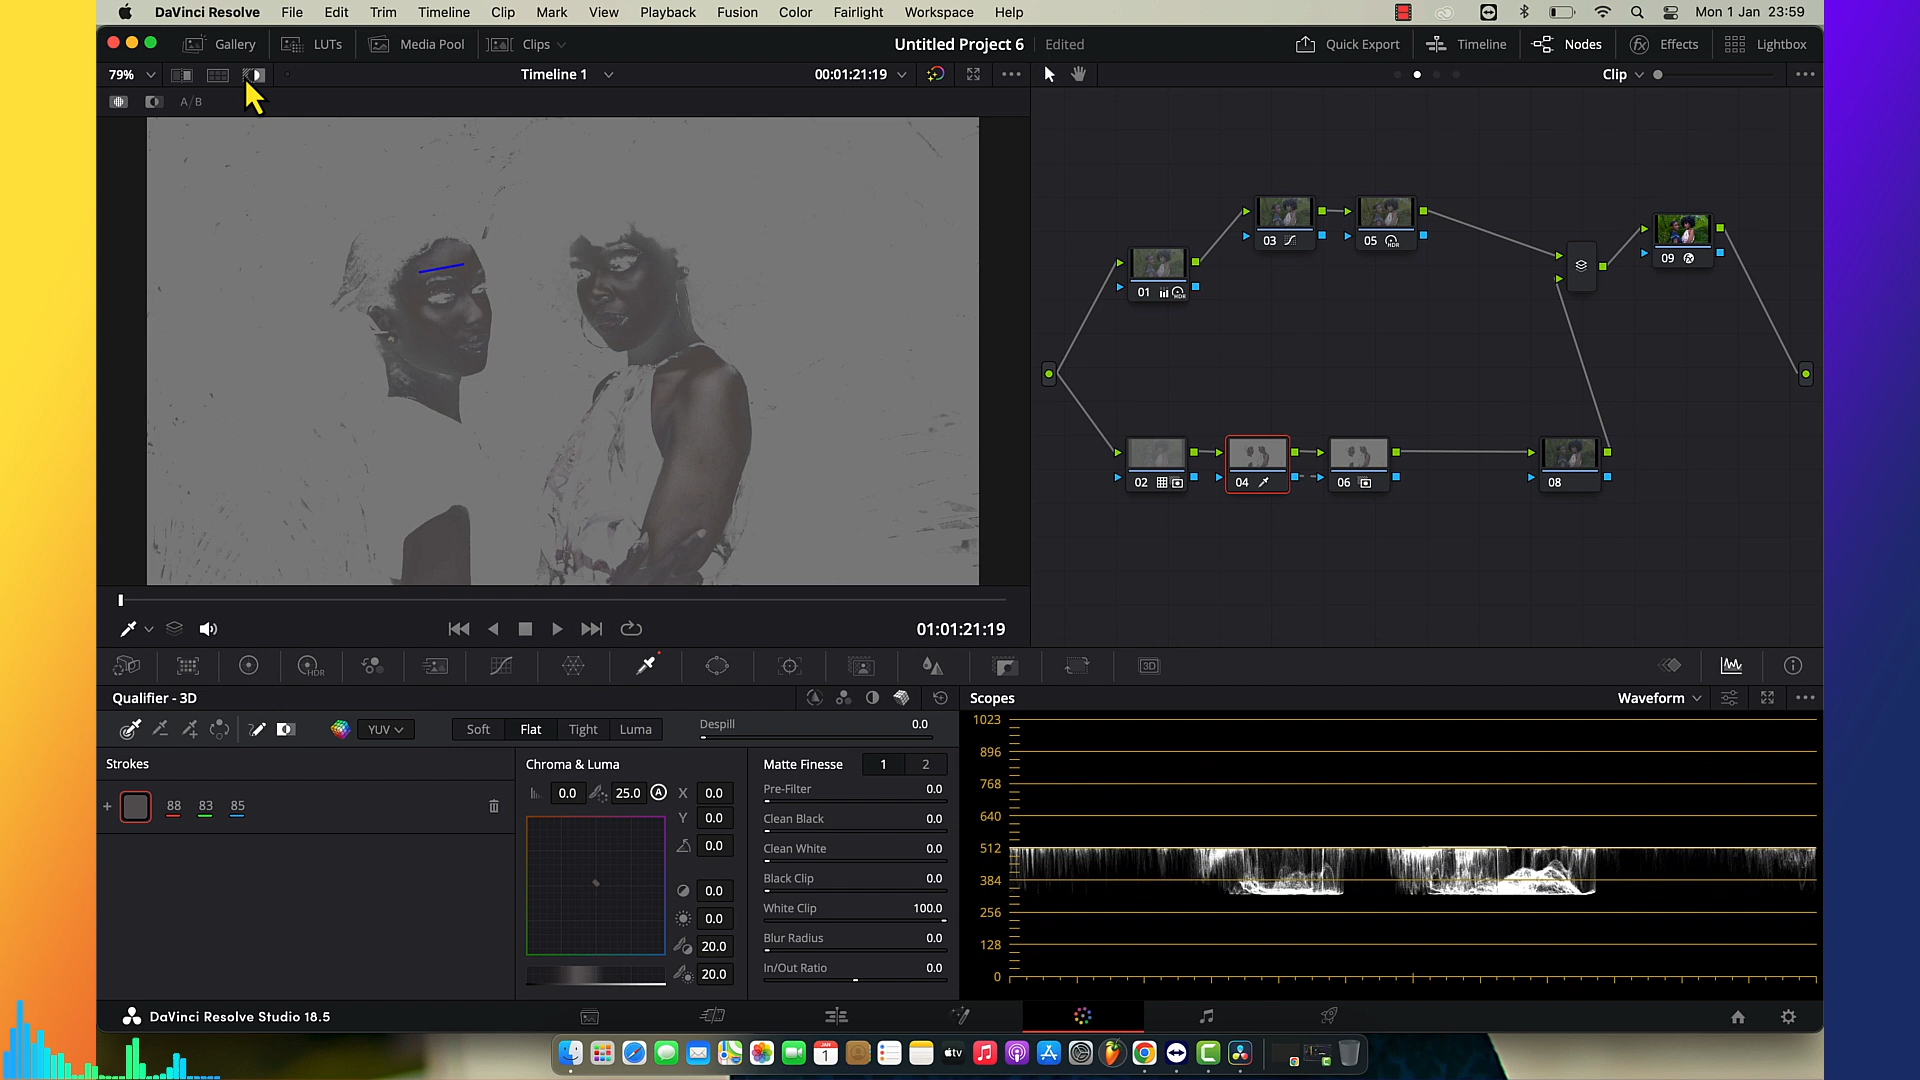 DaVinci Resolve File Edit Trim Timeline Clip Mark View Playback Fusion Color Fairlight Workspace Help Mon 1 Jan 23:59
Gallery LUTs Media Pool Clips Untitled Project 6 Edited Quick Export Timeline Nodes Effects Lightbox
79% Timeline 1 00:01:21:19 Clip
A/B
03 05 09
01
02 04 06 08
01:01:21:19
HDR 3D
Qualifier - 3D Scopes Waveform
YUV Soft Flat Tight Luma Despill 0.0
Strokes Chroma & Luma Matte Finesse 1 2
88 83 85
0.0 25.0 A X 0.0
Y 0.0
0.0
0.0
0.0
20.0
20.0
Pre-Filter 0.0
Clean Black 0.0
Clean White 0.0
Black Clip 0.0
White Clip 100.0
Blur Radius 0.0
In/Out Ratio 0.0
1023
896
768
640
512
384
256
128
0
DaVinci Resolve Studio 18.5
JAN
1
tv